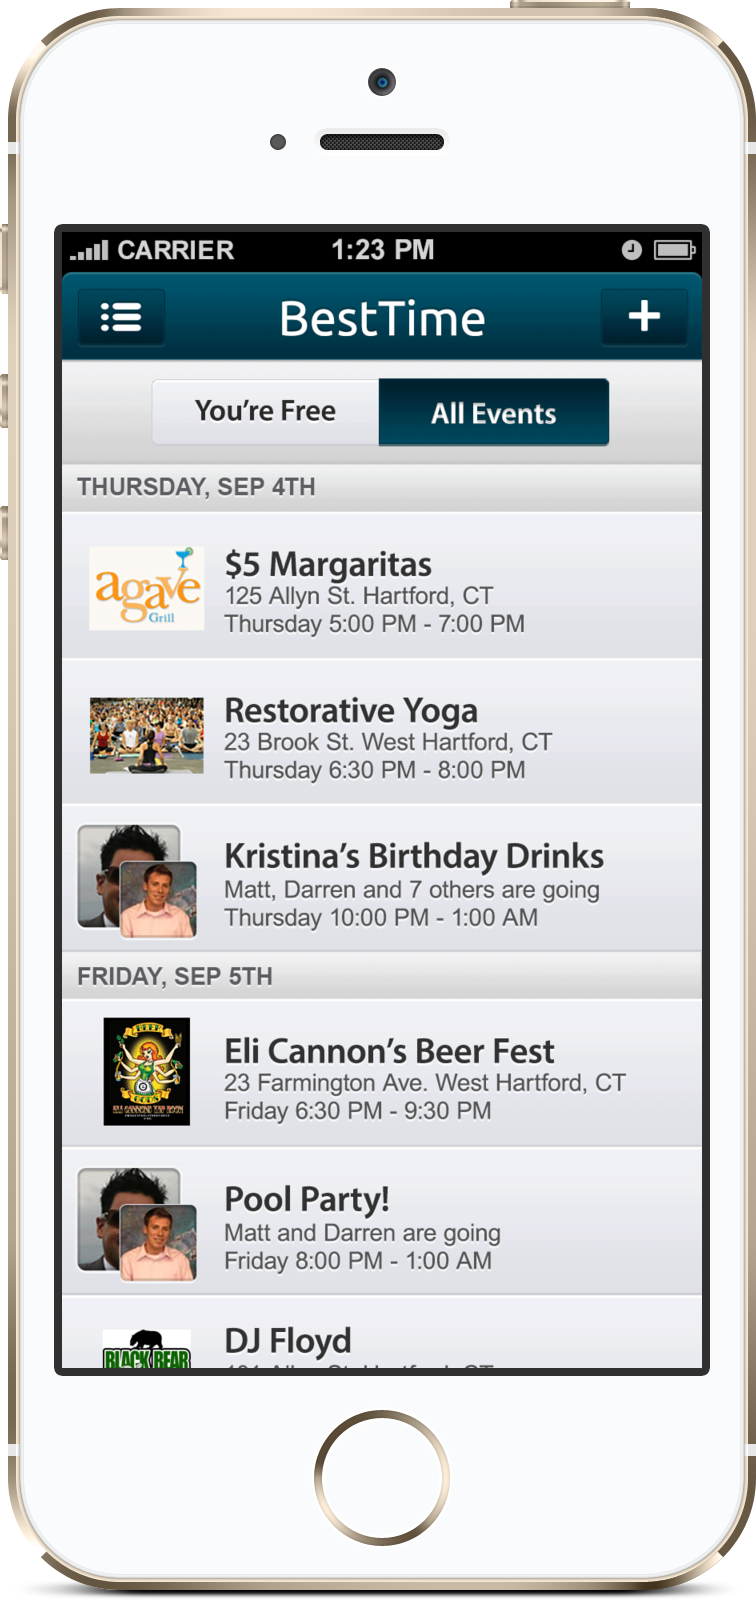 CARRIER 1:23 PM
BestTime
You're Free All Events
THURSDAY, SEP 4TH
agave
Grill
$5 Margaritas
125 Allyn St. Hartford, CT
Thursday 5:00 PM - 7:00 PM
Restorative Yoga
23 Brook St. West Hartford, CT
Thursday 6:30 PM - 8:00 PM
Kristina's Birthday Drinks
Matt, Darren and 7 others are going
Thursday 10:00 PM - 1:00 AM
FRIDAY, SEP 5TH
BEER
ELI CANNONS TAP ROOM
Eli Cannon's Beer Fest
23 Farmington Ave. West Hartford, CT
Friday 6:30 PM - 9:30 PM
Pool Party!
Matt and Darren are going
Friday 8:00 PM - 1:00 AM
BLACK BEAR
DJ Floyd